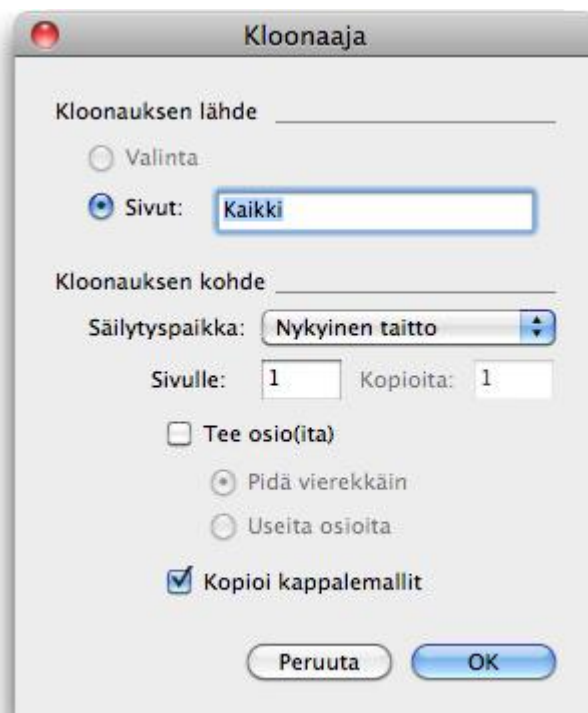 Kloonaaja
Kloonauksen lähde
Valinta
Sivut: Kaikki
Kloonauksen kohde
Säilytyspaikka: Nykyinen taitto
Sivulle: 1 Kopioita: 1
Tee osio(ita)
Pidä vierekkäin
Useita osioita
Kopioi kappalemallit
Peruuta OK